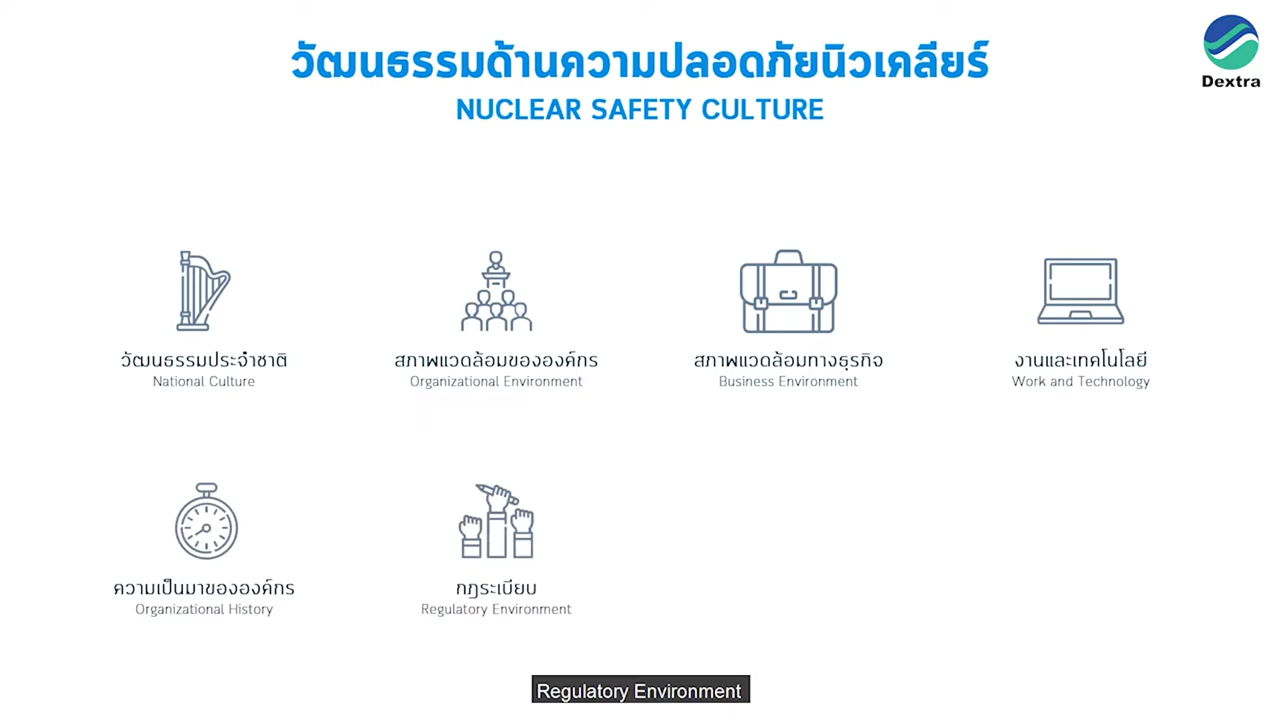 วัฒนธรรมด้านความปลอดภัยนิวเคลียร์
NUCLEAR SAFETY CULTURE
Dextra
วัฒนธรรมประจำชาติ
National Culture
สภาพแวดล้อมขององค์กร
Organizational Environment
สภาพแวดล้อมทางธุรกิจ
Business Environment
งานและเทคโนโลยี
Work and Technology
ความเป็นมาขององค์กร
Organizational History
กฎระเบียบ
Regulatory Environment
Regulatory Environment